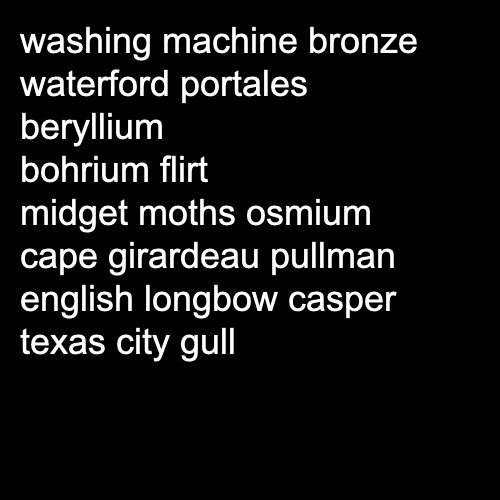 washing machine bronze
waterford portales
beryllium
bohrium flirt
midget moths osmium
cape girardeau pullman
english longbow casper
texas city gull